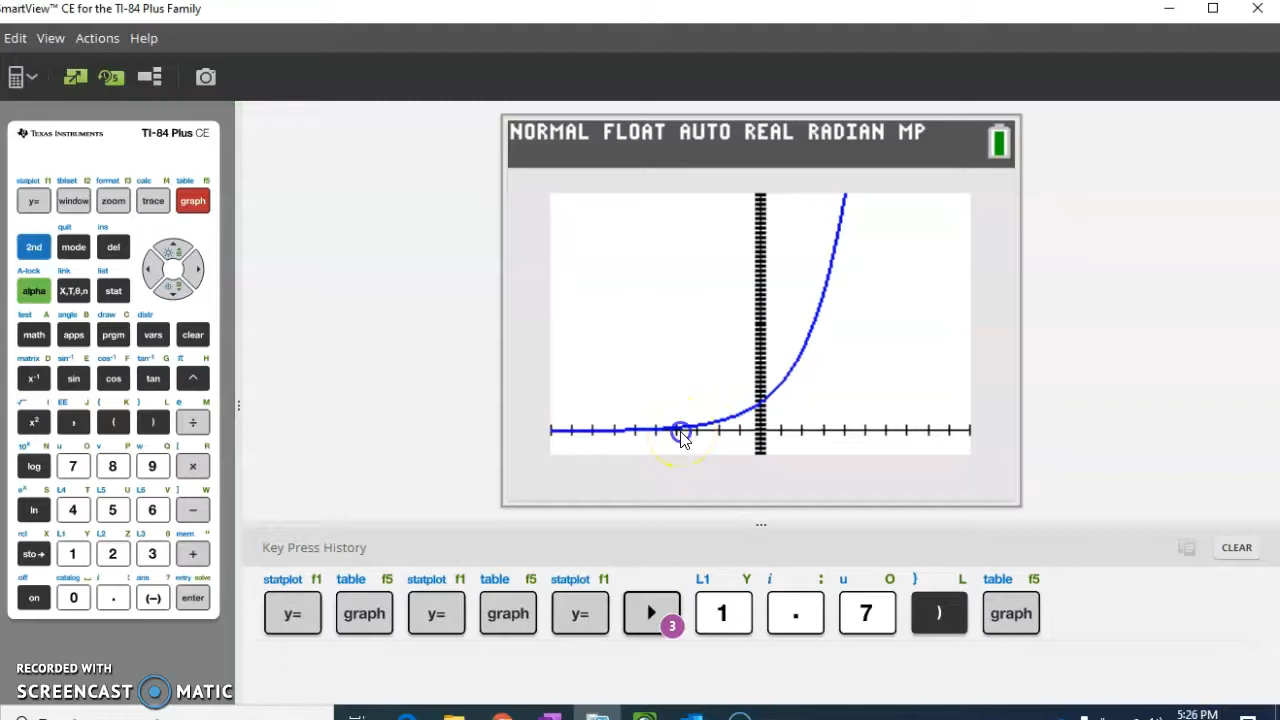 SmartView™ CE for the TI-84 Plus Family
Edit View Actions Help
TEXAS INSTRUMENTS TI-84 Plus CE
statplot f1 tblset f2 format f3 calc f4 table f5
y= window zoom trace graph
quit ins
2nd mode del
A-lock link list
alpha X,T,θ,n stat
test A angle B draw C distr
math apps prgm vars clear
matrix D sin⁻¹ E cos⁻¹ F tan⁻¹ G π H
x⁻¹ sin cos tan ^
√ I EE J { K } L e M
x² , ( ) ÷
10ˣ N u O v P w Q [ R
log 7 8 9 ×
eˣ S L4 T L5 U L6 V ] W
ln 4 5 6 −
rcl X L1 Y L2 Z L3 θ mem "
sto→ 1 2 3 +
off catalog i : ans ? entry solve
on 0 . (−) enter
NORMAL FLOAT AUTO REAL RADIAN MP
Key Press History
CLEAR
statplot f1 table f5 statplot f1 table f5 statplot f1 L1 Y i : u O } L table f5
y= graph y= graph y= 3 1 . 7 ) graph
RECORDED WITH
SCREENCAST MATIC
5:26 PM